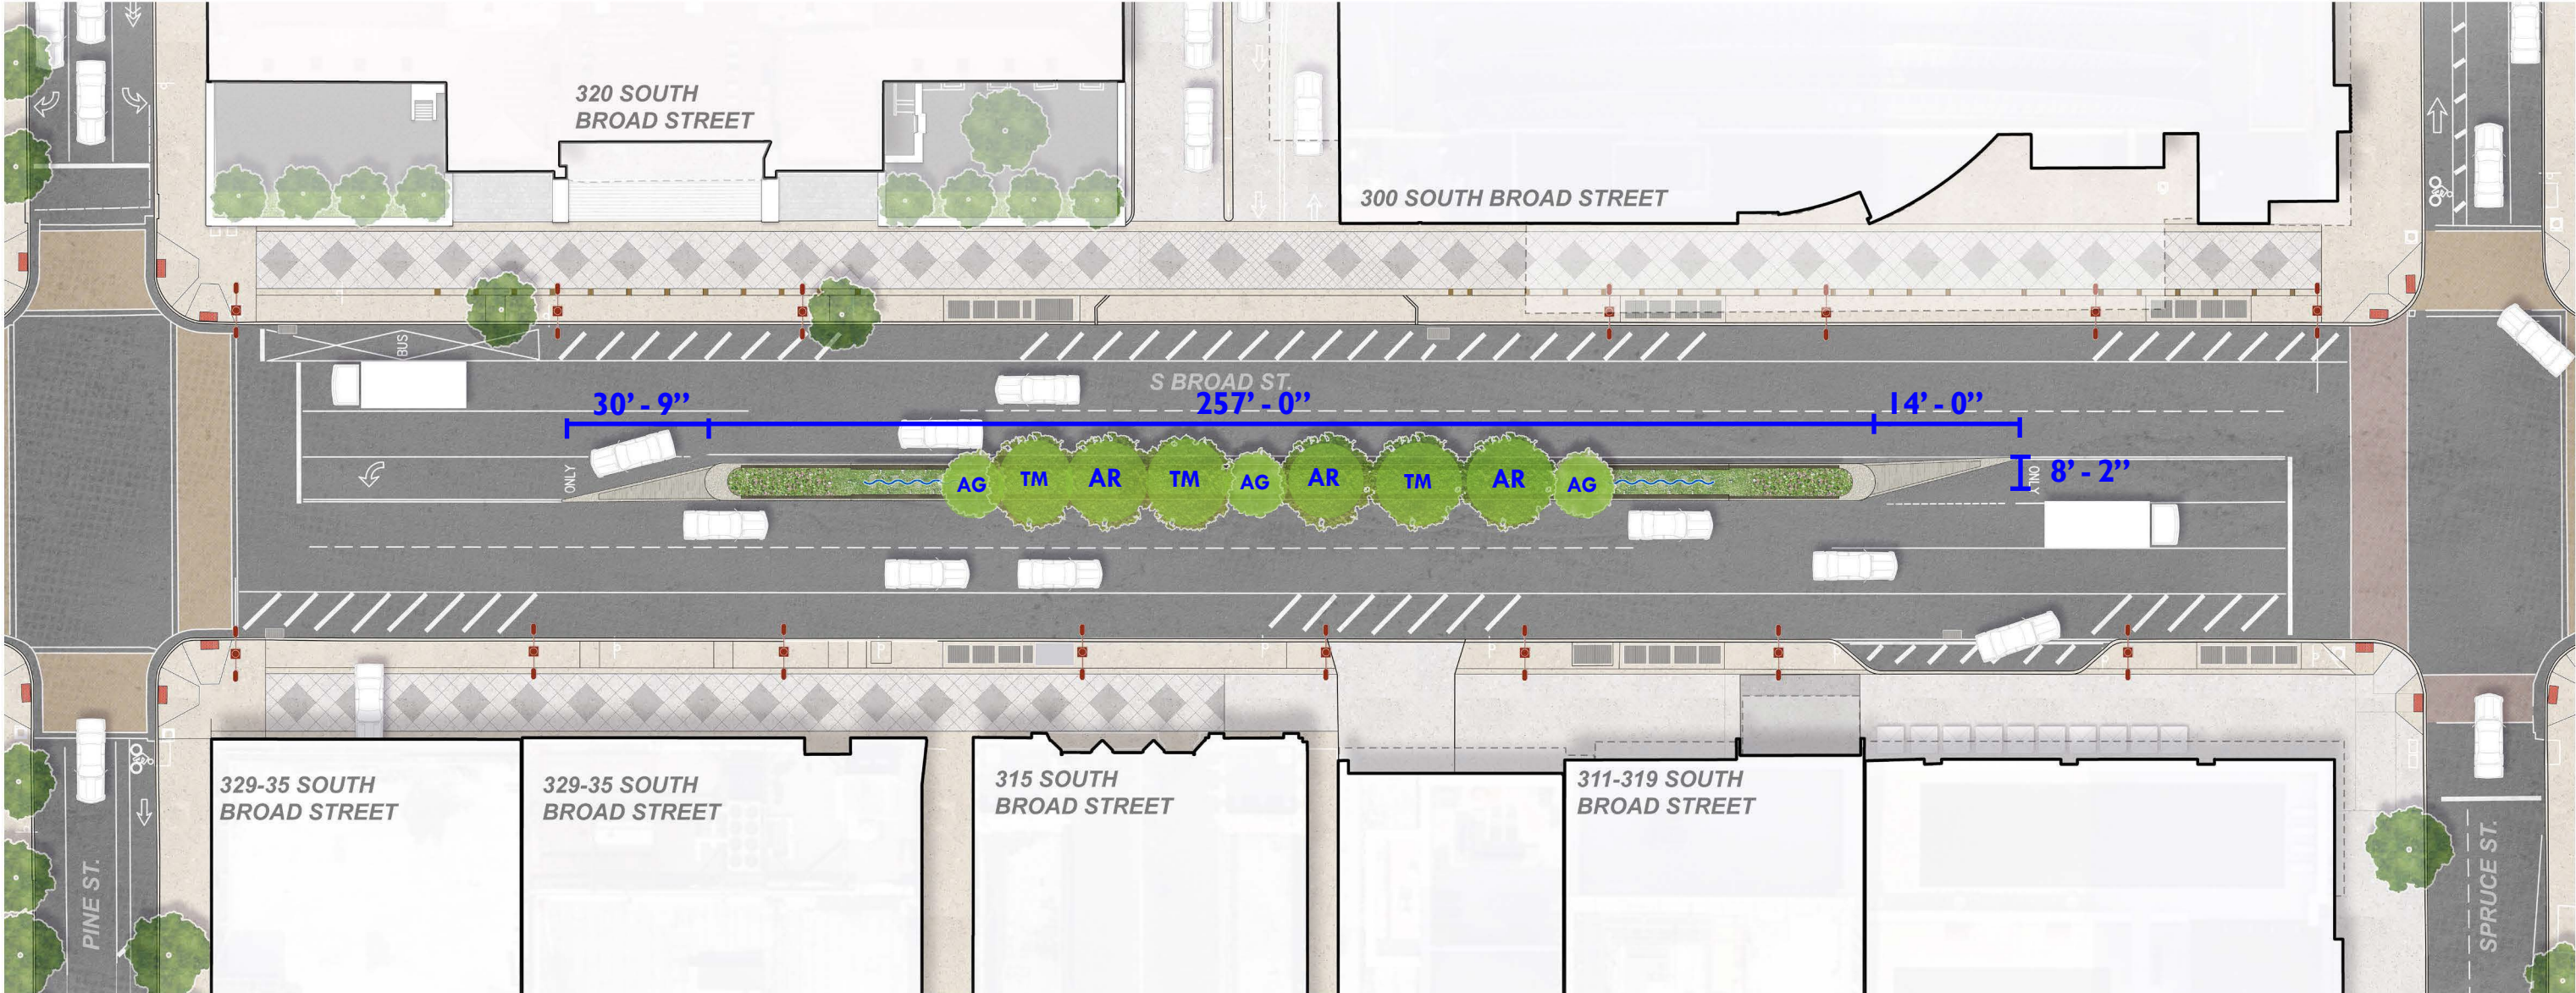 320 SOUTH
BROAD STREET
300 SOUTH BROAD STREET
BUS
S BROAD ST.
30’ - 9’’
257’ - 0’’
14’ - 0’’
ONLY
AG
TM
AR
TM
AG
AR
TM
AR
AG
ONLY
8’ - 2’’
P
P
P
P
P
P
P
329-35 SOUTH
BROAD STREET
329-35 SOUTH
BROAD STREET
315 SOUTH
BROAD STREET
311-319 SOUTH
BROAD STREET
PINE ST.
SPRUCE ST.